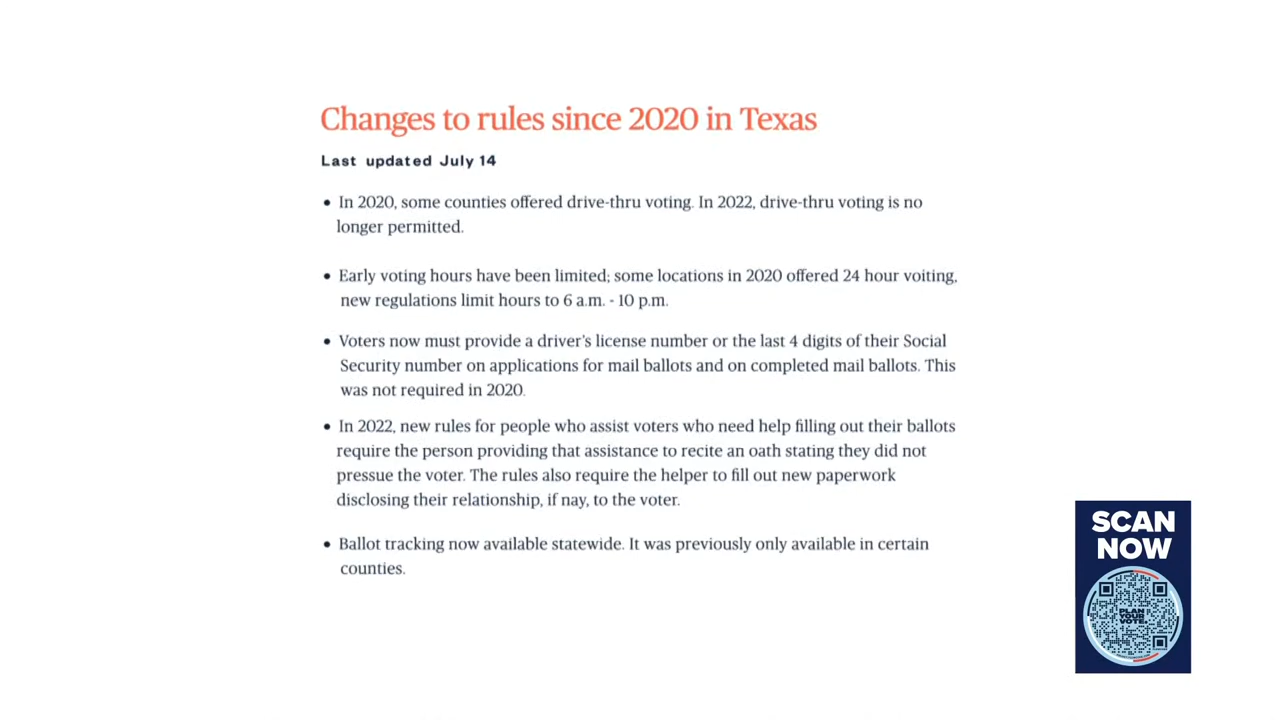 Changes to rules since 2020 in Texas
Last updated July 14
• In 2020, some counties offered drive-thru voting. In 2022, drive-thru voting is no
longer permitted.
• Early voting hours have been limited; some locations in 2020 offered 24 hour voiting,
new regulations limit hours to 6 a.m. - 10 p.m.
• Voters now must provide a driver's license number or the last 4 digits of their Social
Security number on applications for mail ballots and on completed mail ballots. This
was not required in 2020.
• In 2022, new rules for people who assist voters who need help filling out their ballots
require the person providing that assistance to recite an oath stating they did not
pressue the voter. The rules also require the helper to fill out new paperwork
disclosing their relationship, if nay, to the voter.
• Ballot tracking now available statewide. It was previously only available in certain
counties.
SCAN
NOW
PLAN
YOUR
VOTE.